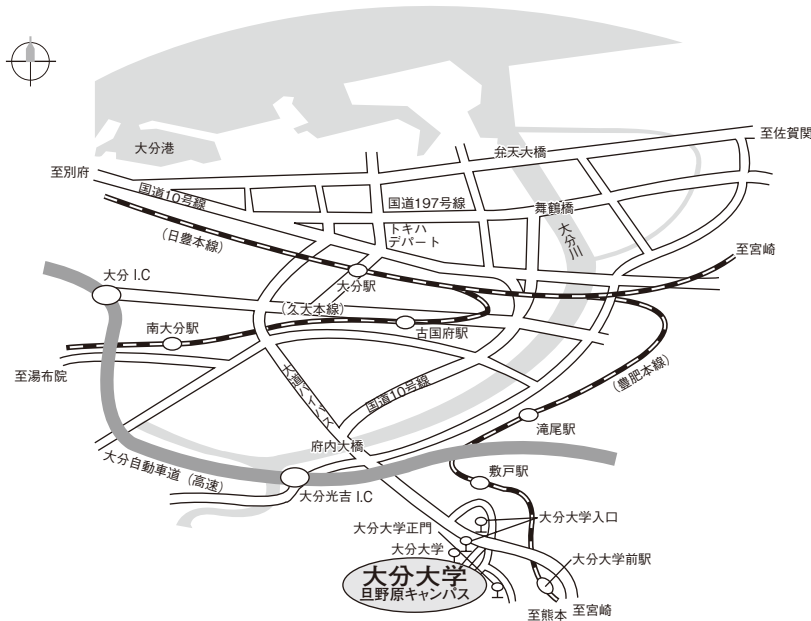 大分港
弁天大橋
至佐賀関
至別府
国道10号線
国道197号線
舞鶴橋
(日豊本線)
トキハ
デパート
大分川
至宮崎
大分 I.C
大分駅
(久大本線)
南大分駅
古国府駅
至湯布院
大道バイパス
国道10号線
(豊肥本線)
滝尾駅
府内大橋
大分自動車道 (高速)
敷戸駅
大分光吉 I.C
大分大学入口
大分大学正門
大分大学
大分大学前駅
大分大学
旦野原キャンパス
至熊本
至宮崎